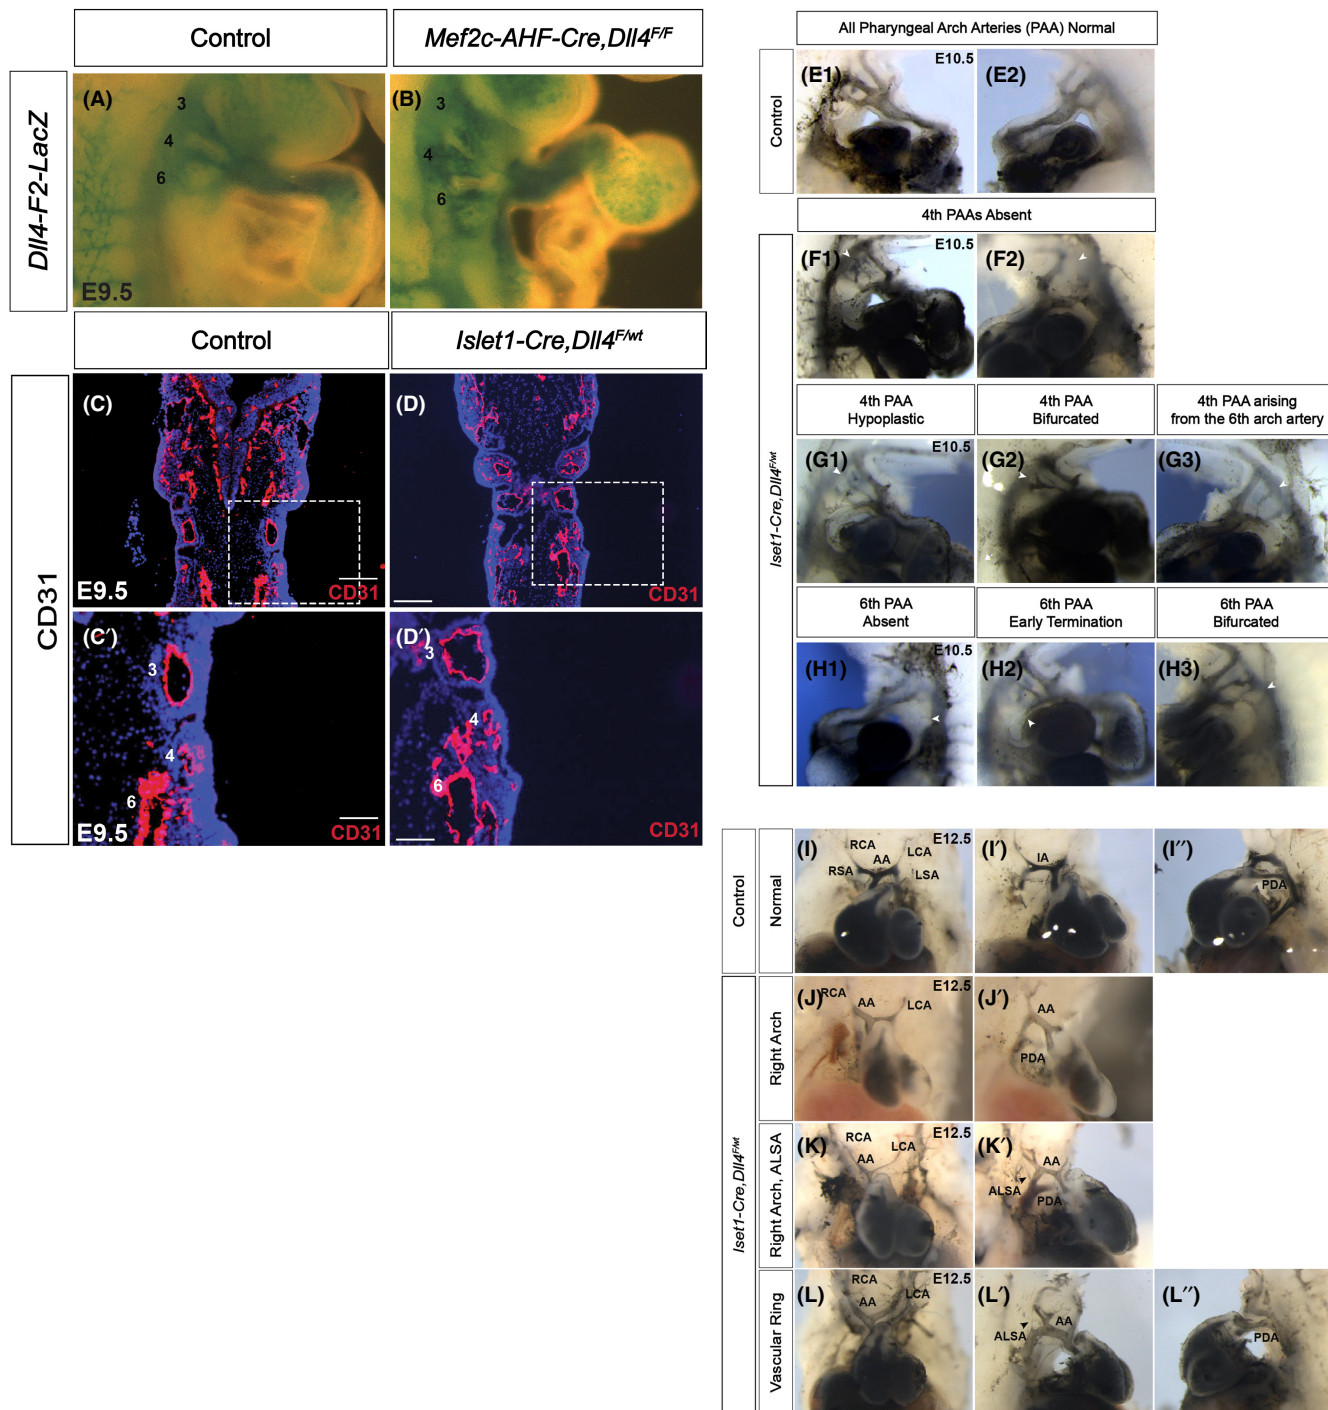 Control
Mef2c-AHF-Cre,Dll4F/F
Dll4-F2-LacZ
(A)
3
4
6
E9.5
(B)
3
4
6
Control
Islet1-Cre,Dll4F/wt
CD31
(C)
E9.5
CD31
(D)
CD31
(C′)
3
4
6
E9.5
CD31
(D′)
3
4
6
CD31
All Pharyngeal Arch Arteries (PAA) Normal
Control
(E1)
E10.5
(E2)
4th PAAs Absent
Iset1-Cre,Dll4F/wt
(F1)
E10.5
(F2)
4th PAA
Hypoplastic
4th PAA
Bifurcated
4th PAA arising
from the 6th arch artery
(G1)
E10.5
(G2)
(G3)
6th PAA
Absent
6th PAA
Early Termination
6th PAA
Bifurcated
(H1)
E10.5
(H2)
(H3)
Control
Normal
(I)
RCA
AA
LCA
RSA
LSA
E12.5
(I′)
IA
(I′′)
PDA
Iset1-Cre,Dll4F/wt
Right Arch
(J)
RCA
AA
LCA
E12.5
(J′)
AA
PDA
Right Arch, ALSA
(K)
RCA
AA
LCA
E12.5
(K′)
AA
ALSA
PDA
Vascular Ring
(L)
RCA
AA
LCA
E12.5
(L′)
AA
ALSA
(L′′)
PDA